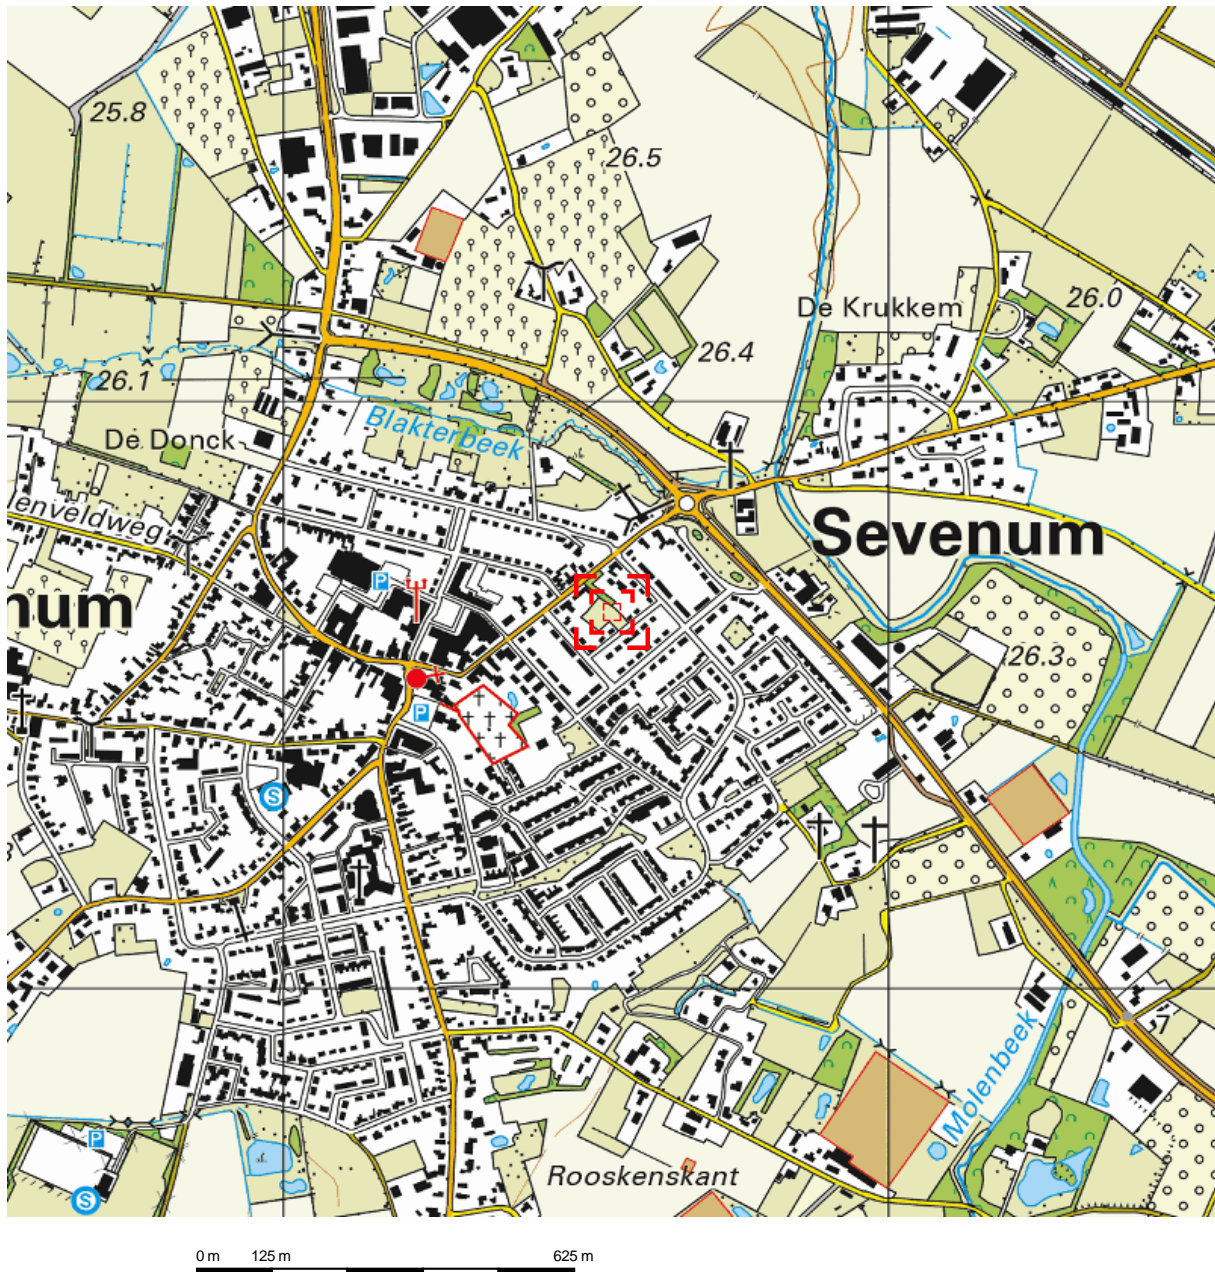 25.8
26.5
De Krukkem
26.0
26.4
26.1
Blakterbeek
De Donck
enveldweg
Sevenum
num
P
26.3
P
S
Molenbeek
P
Rooskenskant
S
0 m 125 m 625 m